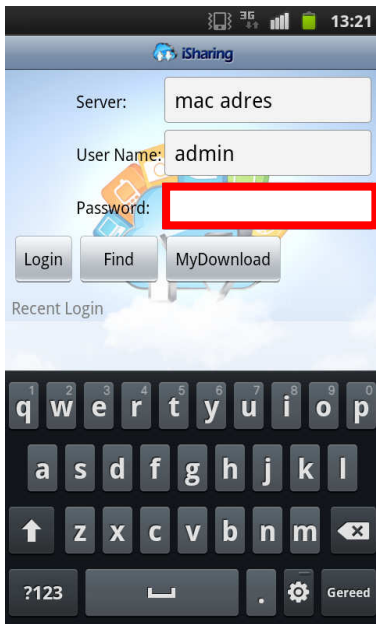 3G 13:21
iSharing
Server: mac adres
User Name: admin
Password:
Login Find MyDownload
Recent Login
1 2 3 4 5 6 7 8 9 0
q w e r t y u i o p
a s d f g h j k l
z x c v b n m
?123 . Gereed